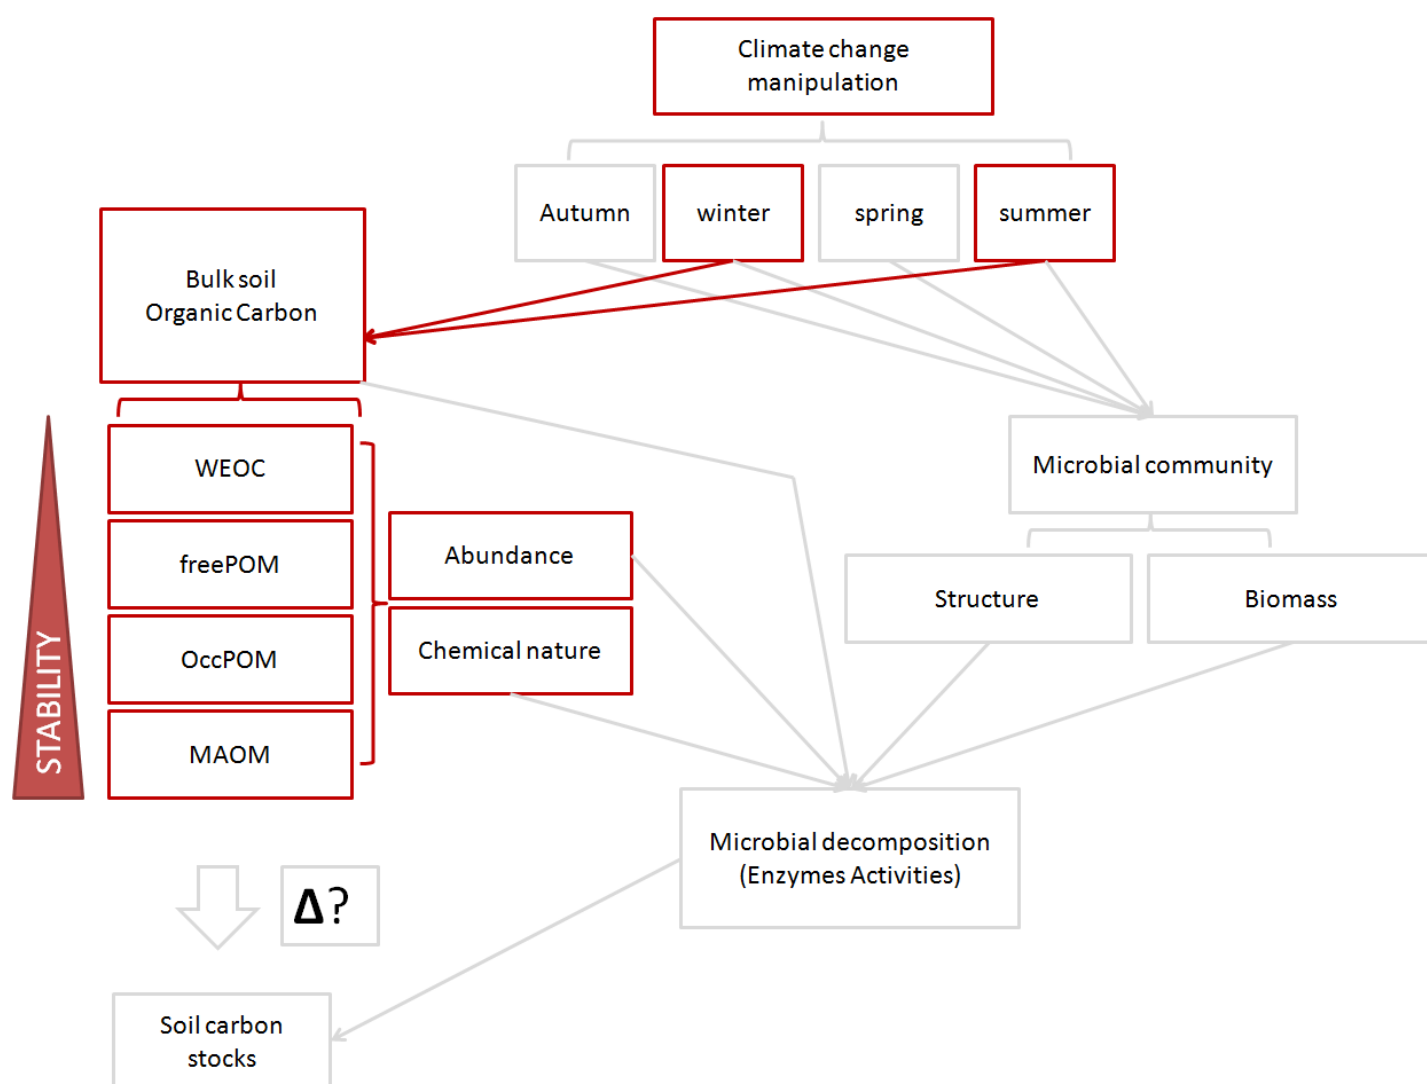 Climate change
manipulation
Autumn
winter
spring
summer
Bulk soil
Organic Carbon
WEOC
freePOM
OccPOM
MAOM
STABILITY
Abundance
Chemical nature
Microbial community
Structure
Biomass
Microbial decomposition
(Enzymes Activities)
Δ?
Soil carbon
stocks